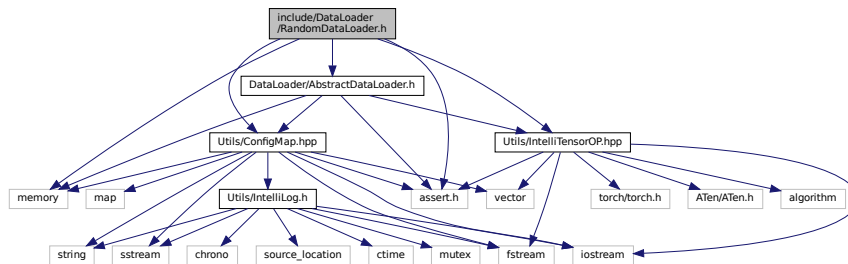 include/DataLoader
/RandomDataLoader.h
DataLoader/AbstractDataLoader.h
Utils/ConfigMap.hpp
Utils/IntelliTensorOP.hpp
memory
map
Utils/IntelliLog.h
assert.h
vector
torch/torch.h
ATen/ATen.h
algorithm
string
sstream
chrono
source_location
ctime
mutex
fstream
iostream